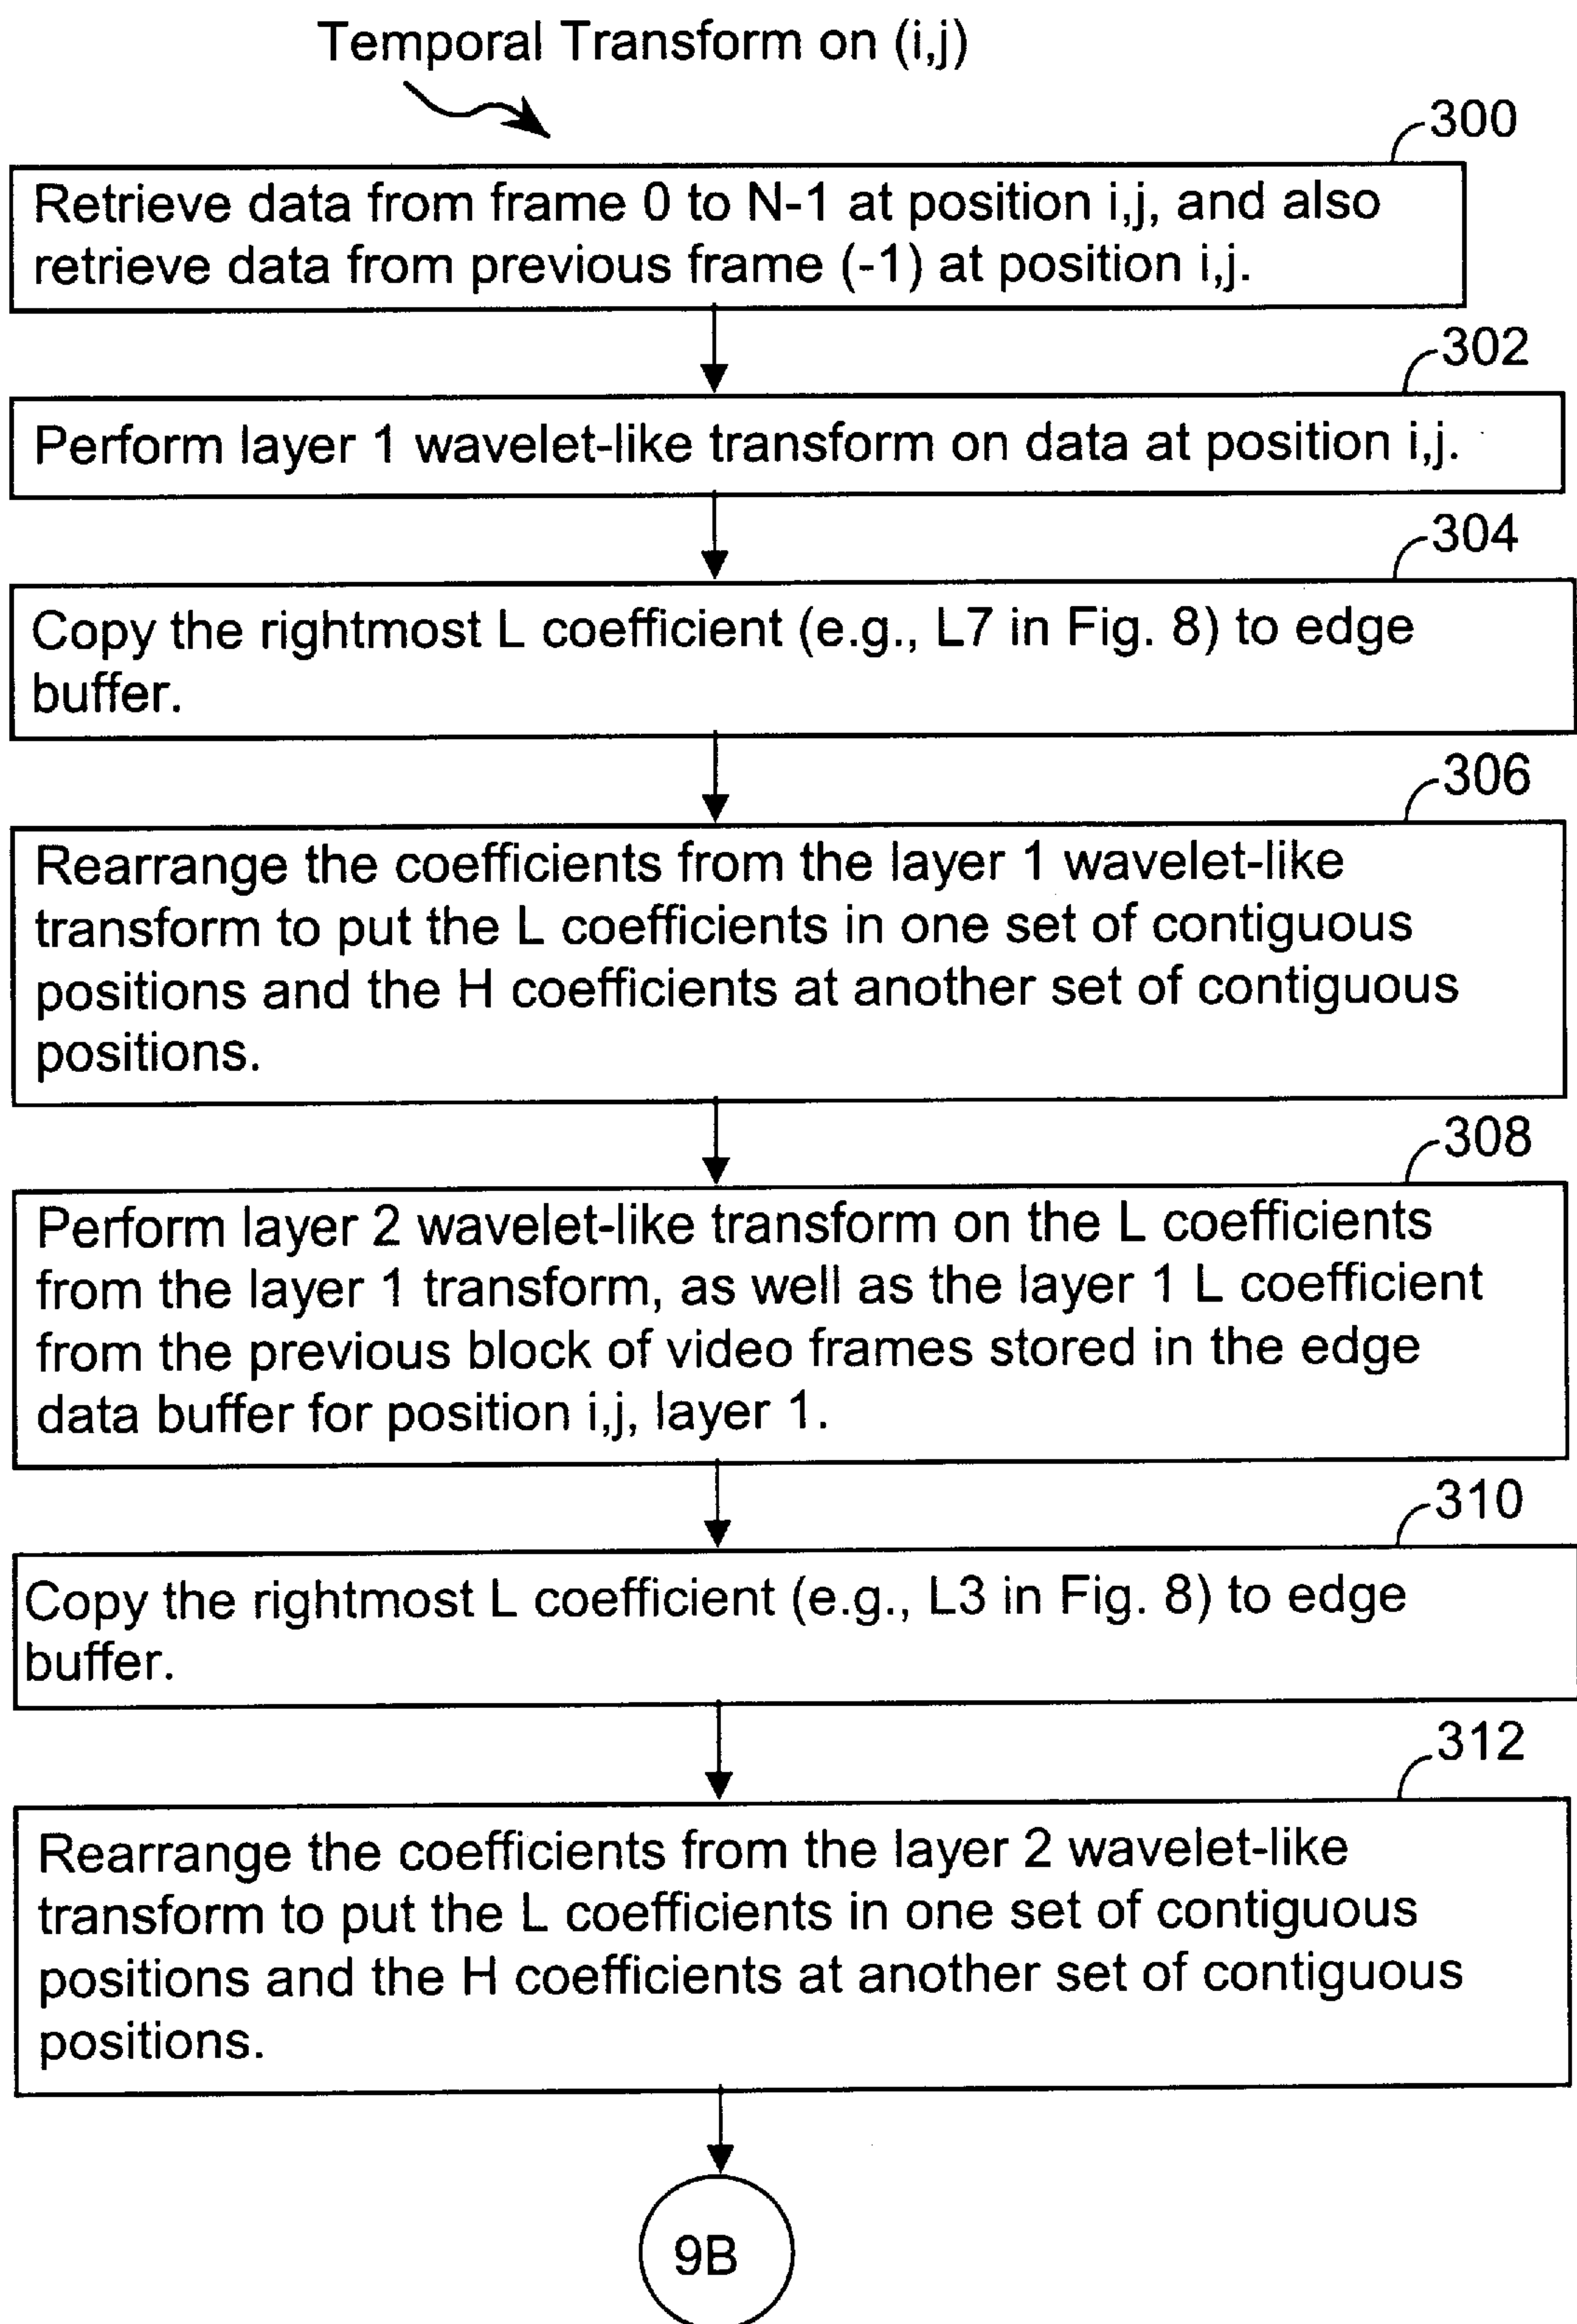 Temporal Transform on (i,j)
300
Retrieve data from frame 0 to N-1 at position i,j, and also
retrieve data from previous frame (-1) at position i,j.
302
Perform layer 1 wavelet-like transform on data at position i,j.
304
Copy the rightmost L coefficient (e.g., L7 in Fig. 8) to edge
buffer.
306
Rearrange the coefficients from the layer 1 wavelet-like
transform to put the L coefficients in one set of contiguous
positions and the H coefficients at another set of contiguous
positions.
308
Perform layer 2 wavelet-like transform on the L coefficients
from the layer 1 transform, as well as the layer 1 L coefficient
from the previous block of video frames stored in the edge
data buffer for position i,j, layer 1.
310
Copy the rightmost L coefficient (e.g., L3 in Fig. 8) to edge
buffer.
312
Rearrange the coefficients from the layer 2 wavelet-like
transform to put the L coefficients in one set of contiguous
positions and the H coefficients at another set of contiguous
positions.
9B